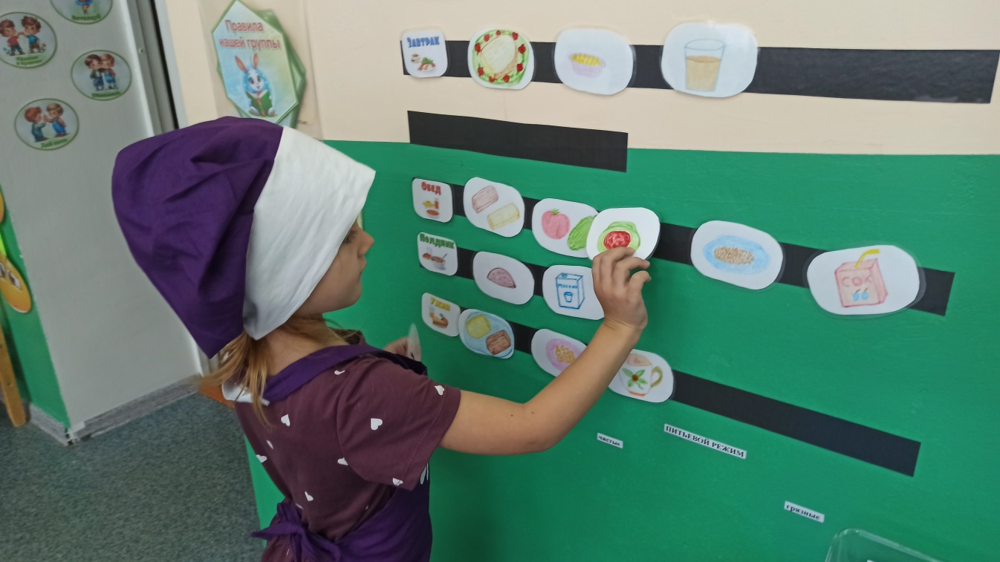 Правила
нашей группы
ЗАВТРАК
Обед
Полдник
Ужин
СОК
чистые
ПИТЬЕВОЙ РЕЖИМ
грязные